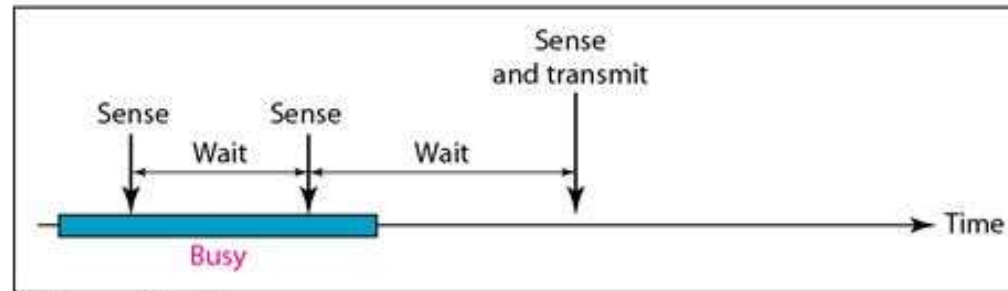 Sense
and transmit
Sense
Sense
Wait
Wait
Time
Busy